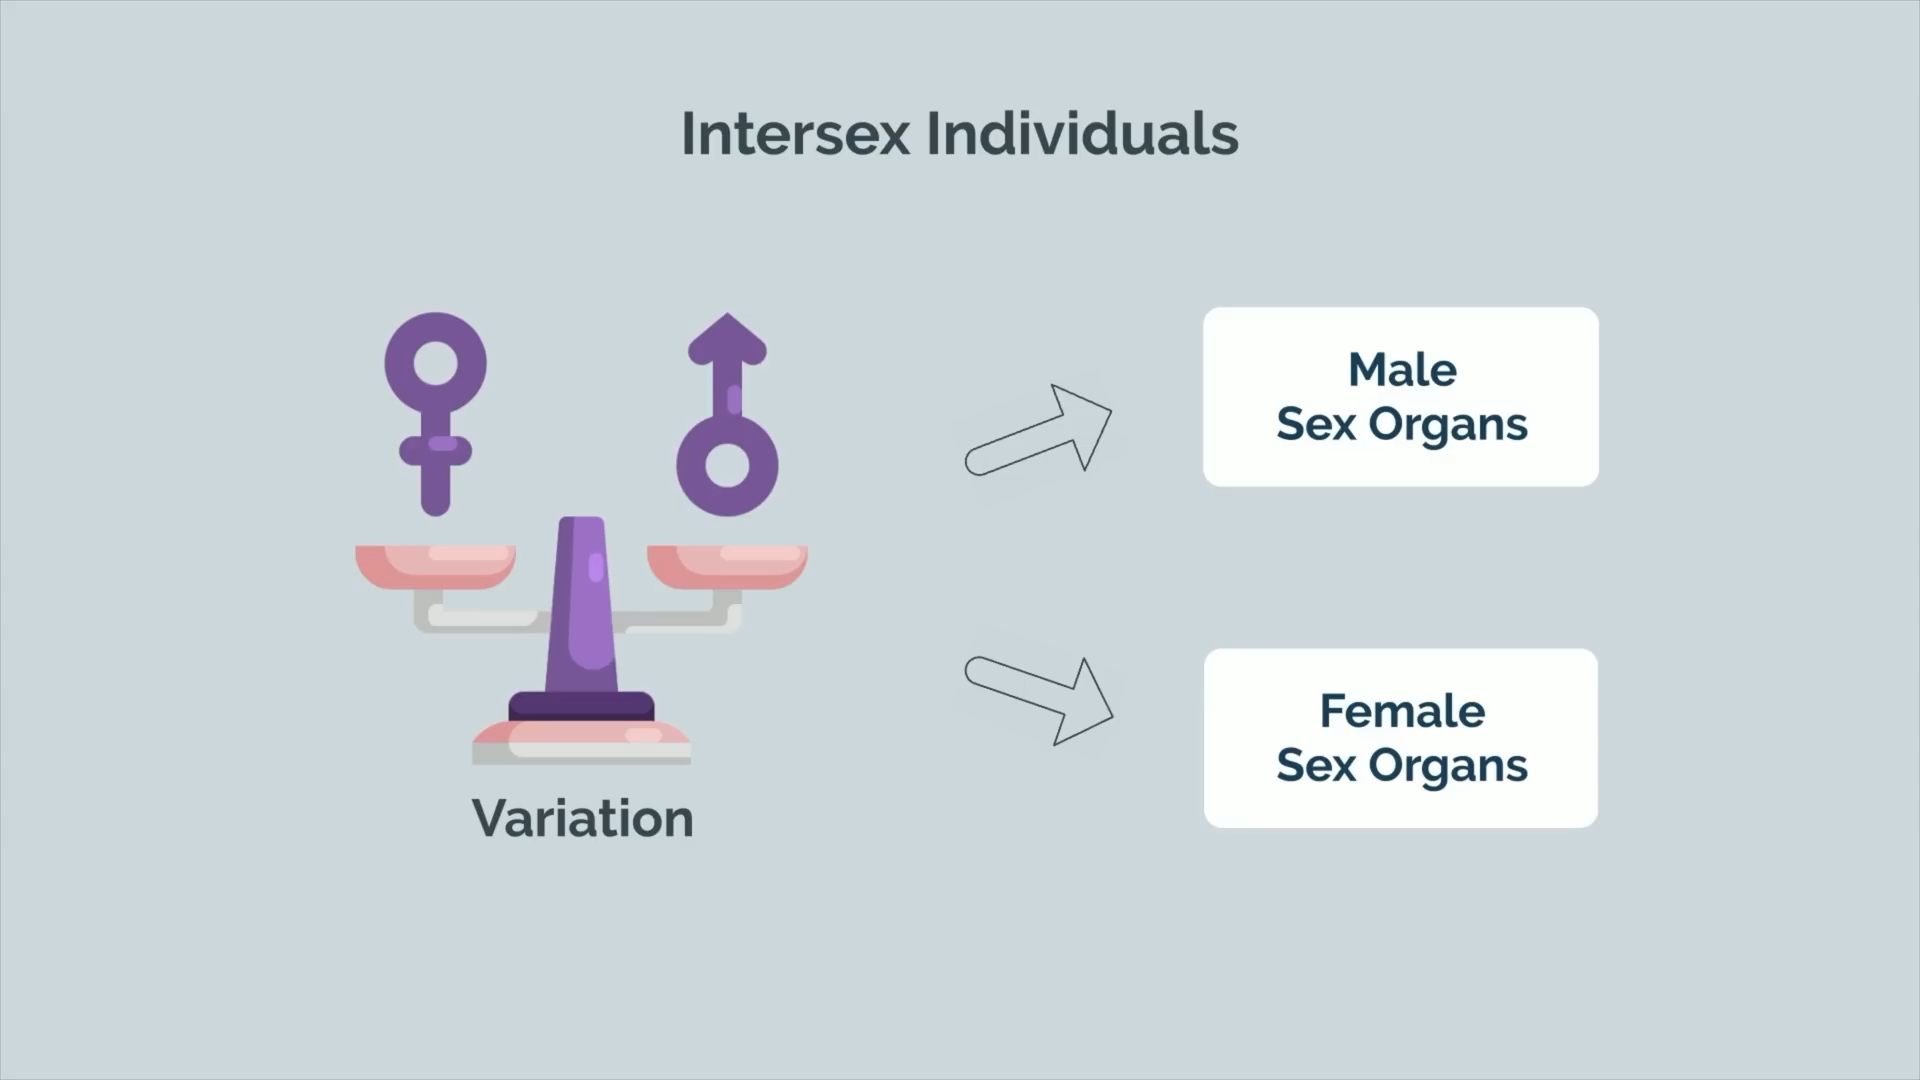 Intersex Individuals
Variation
Male
Sex Organs
Female
Sex Organs